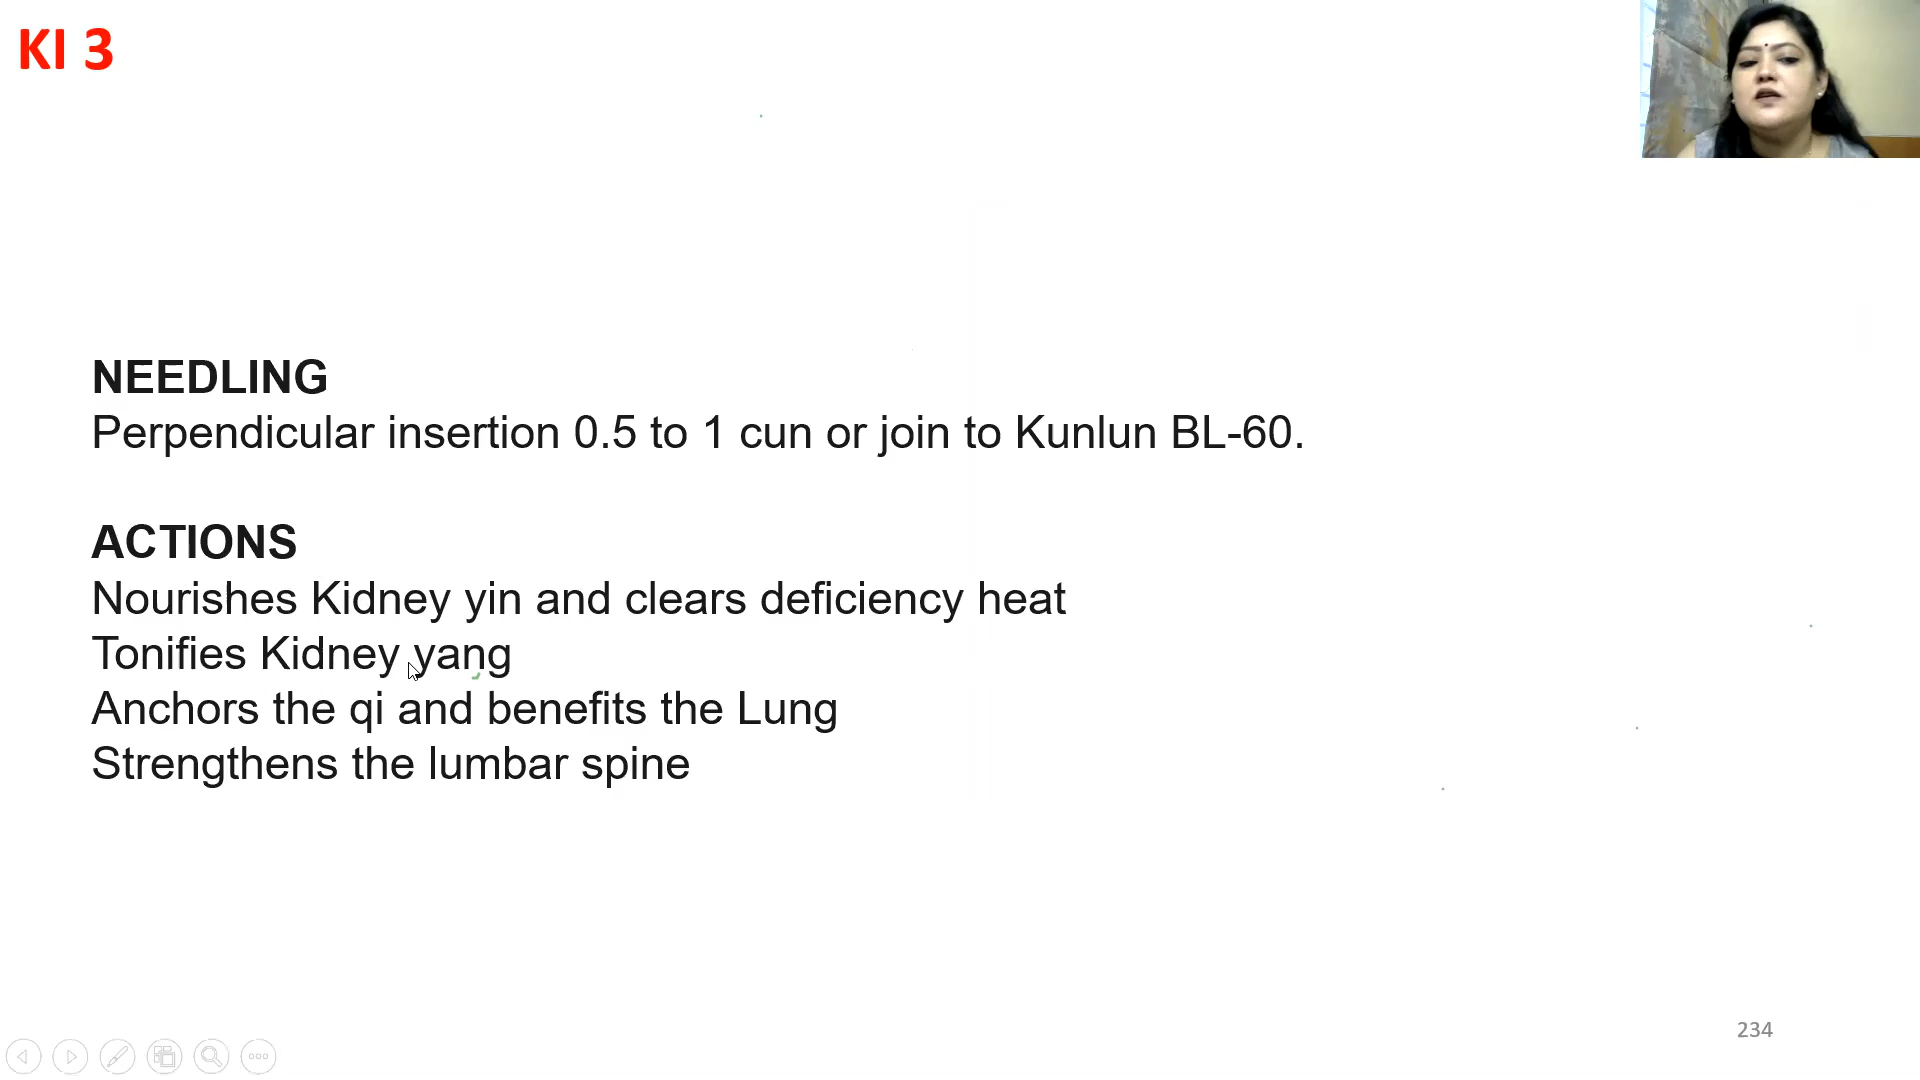 KI 3
NEEDLING
Perpendicular insertion 0.5 to 1 cun or join to Kunlun BL-60.
ACTIONS
Nourishes Kidney yin and clears deficiency heat
Tonifies Kidney yang
Anchors the qi and benefits the Lung
Strengthens the lumbar spine
234